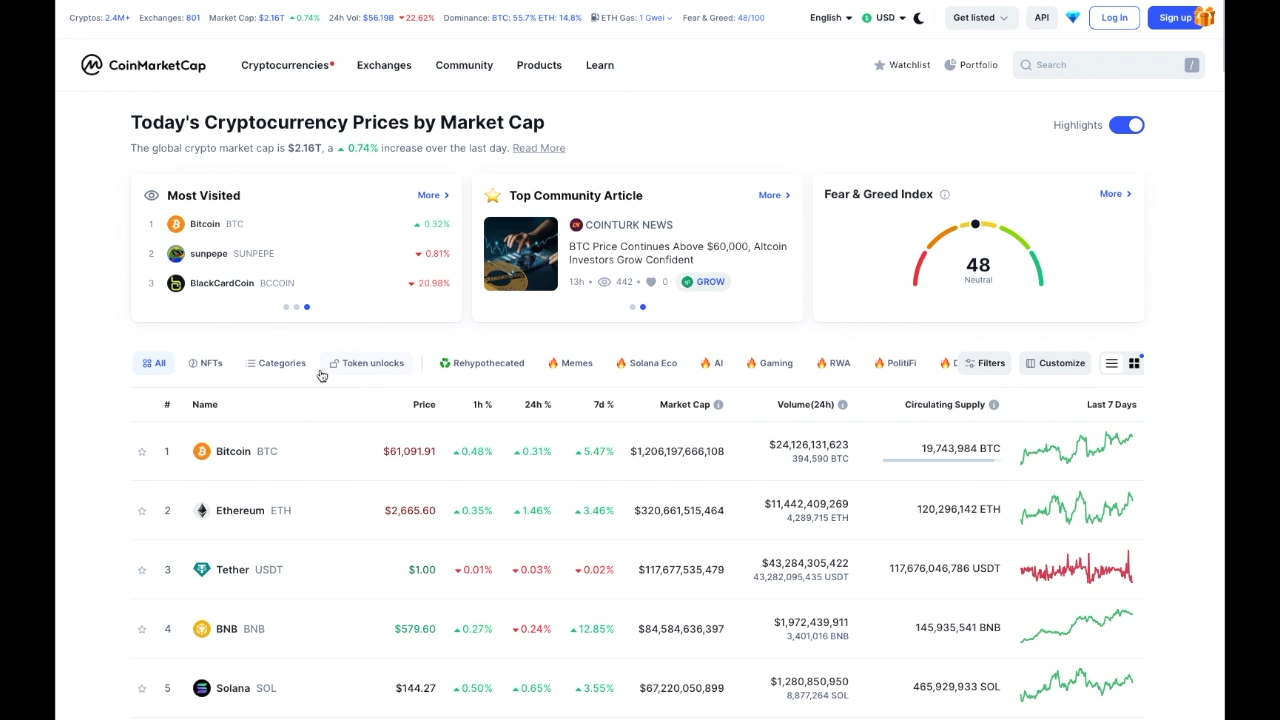 Cryptos: 2.4M+ Exchanges: 801 Market Cap: $2.16T 0.74% 24h Vol: $56.19B 22.62% Dominance: BTC: 55.7% ETH: 14.8% ETH Gas: 1 Gwei Fear & Greed: 48/100 English USD Get listed API Log In Sign up
CoinMarketCap Cryptocurrencies Exchanges Community Products Learn Watchlist Portfolio Search /
Today's Cryptocurrency Prices by Market Cap
Highlights
The global crypto market cap is $2.16T, a 0.74% increase over the last day. Read More
Most Visited More
1 Bitcoin BTC 0.32%
2 sunpepe SUNPEPE 0.81%
3 BlackCardCoin BCCOIN 20.98%
Top Community Article More
COINTURK NEWS
BTC Price Continues Above $60,000, Altcoin
Investors Grow Confident
13h • 442 • 0 GROW
Fear & Greed Index More
48
Neutral
All NFTs Categories Token unlocks Rehypothecated Memes Solana Eco AI Gaming RWA PolitiFi Filters Customize
# Name Price 1h % 24h % 7d % Market Cap Volume(24h) Circulating Supply Last 7 Days
1 Bitcoin BTC $61,091.91 0.48% 0.31% 5.47% $1,206,197,666,108 $24,126,131,623 19,743,984 BTC
394,590 BTC
2 Ethereum ETH $2,665.60 0.35% 1.46% 3.46% $320,661,515,464 $11,442,409,269 120,296,142 ETH
4,289,715 ETH
3 Tether USDT $1.00 0.01% 0.03% 0.02% $117,677,535,479 $43,284,305,422 117,676,046,786 USDT
43,282,095,435 USDT
4 BNB BNB $579.60 0.27% 0.24% 12.85% $84,584,636,397 $1,972,439,911 145,935,541 BNB
3,401,016 BNB
5 Solana SOL $144.27 0.50% 0.65% 3.55% $67,220,050,899 $1,280,850,950 465,929,933 SOL
8,877,264 SOL